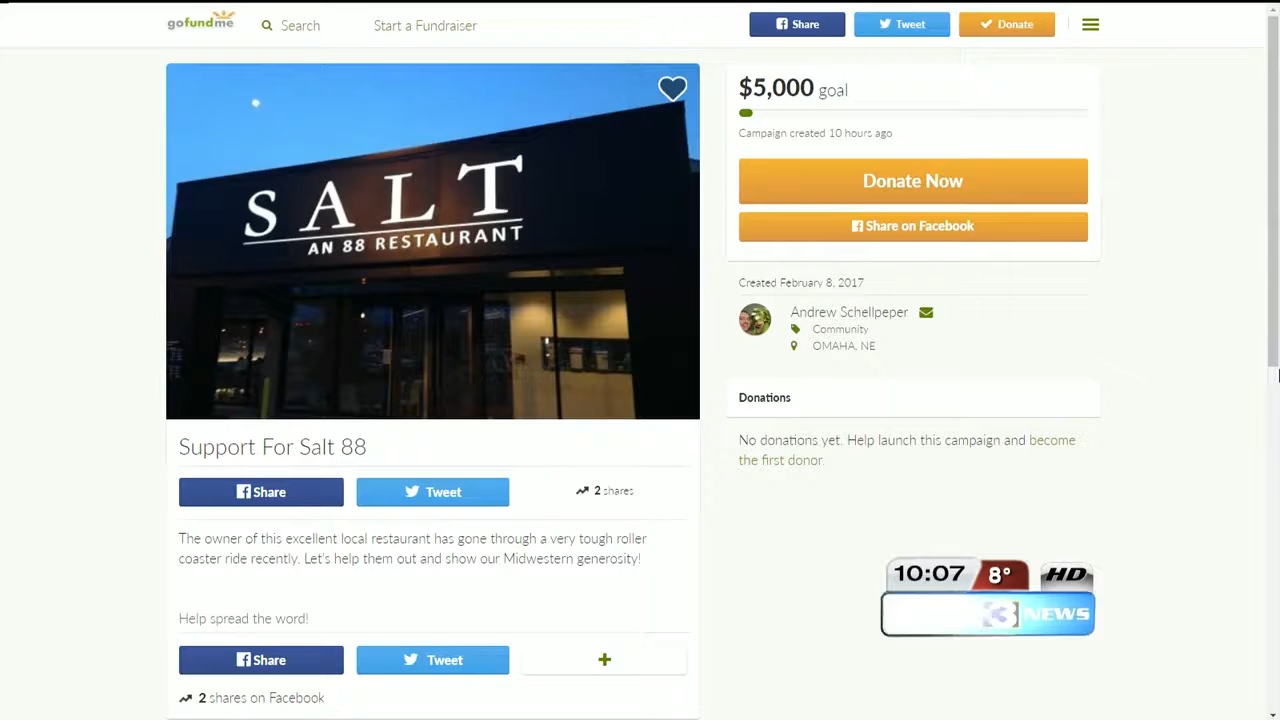 gofundme
Search
Start a Fundraiser
Share
Tweet
Donate
SALT
AN 88 RESTAURANT
$5,000 goal
Campaign created 10 hours ago
Donate Now
Share on Facebook
Created February 8, 2017
Andrew Schellpeper
Community
OMAHA, NE
Donations
No donations yet. Help launch this campaign and become
the first donor.
Support For Salt 88
Share
Tweet
2 shares
The owner of this excellent local restaurant has gone through a very tough roller
coaster ride recently. Let's help them out and show our Midwestern generosity!
Help spread the word!
Share
Tweet
+
2 shares on Facebook
10:07 8° HD
3 NEWS